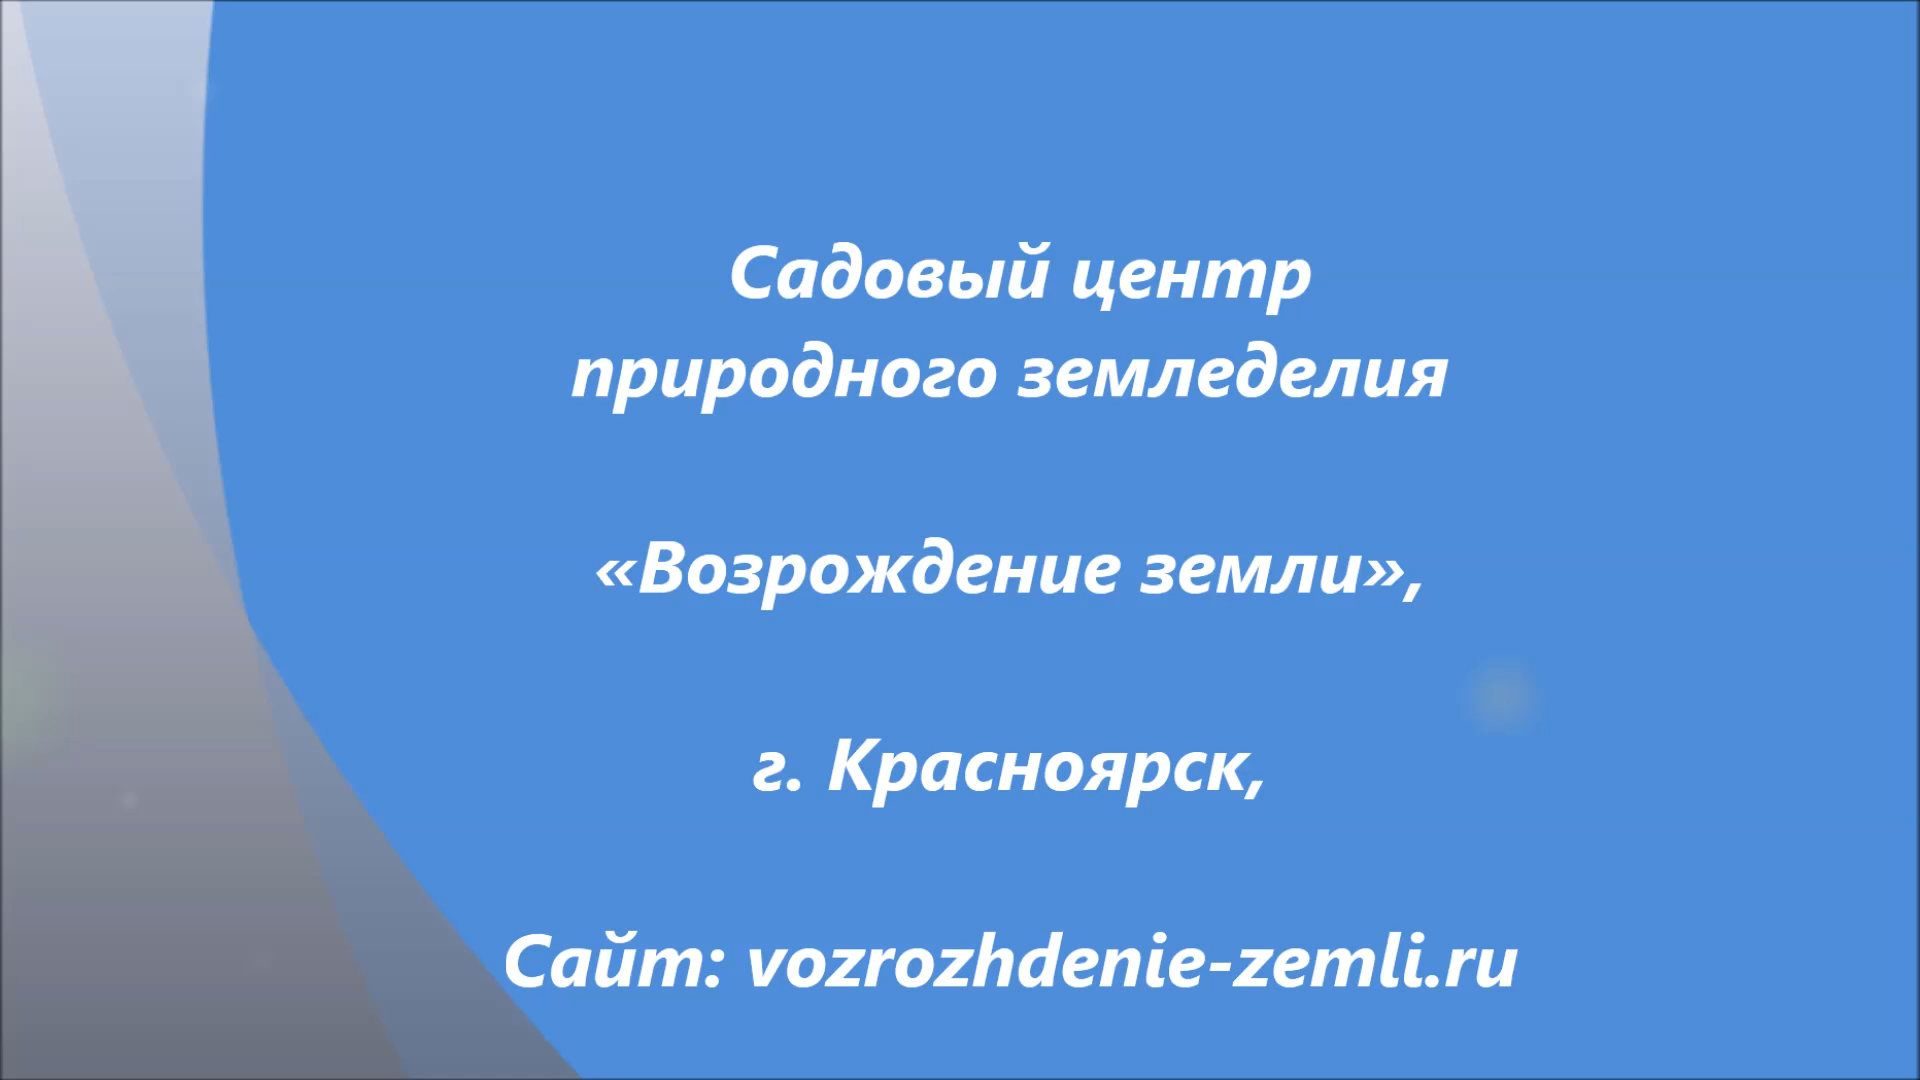 Садовый центр
природного земледелия
«Возрождение земли»,
г. Красноярск,
Сайт: vozrozhdenie-zemli.ru